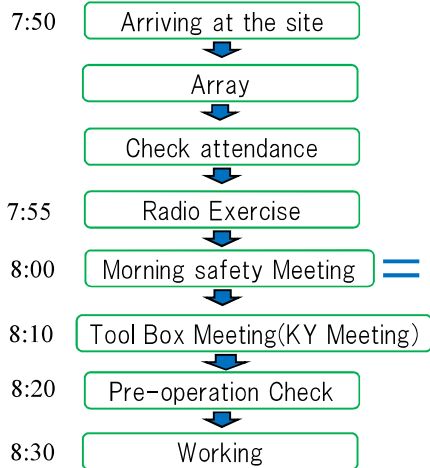 7:50 Arriving at the site
Array
Check attendance
7:55 Radio Exercise
8:00 Morning safety Meeting
8:10 Tool Box Meeting(KY Meeting)
8:20 Pre-operation Check
8:30 Working